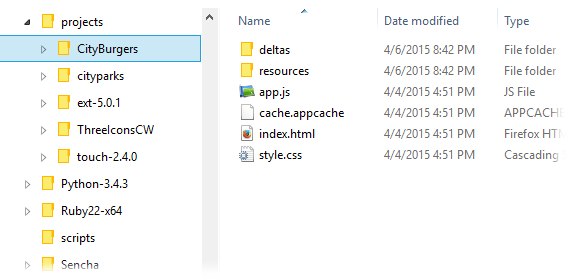 projects
CityBurgers
cityparks
ext-5.0.1
ThreeIconsCW
touch-2.4.0
Python-3.4.3
Ruby22-x64
scripts
Sencha
Name Date modified Type
deltas 4/6/2015 8:42 PM File folder
resources 4/6/2015 8:42 PM File folder
app.js 4/4/2015 4:51 PM JS File
cache.appcache 4/4/2015 4:51 PM APPCACHE
index.html 4/4/2015 4:51 PM Firefox HTM
style.css 4/4/2015 4:51 PM Cascading